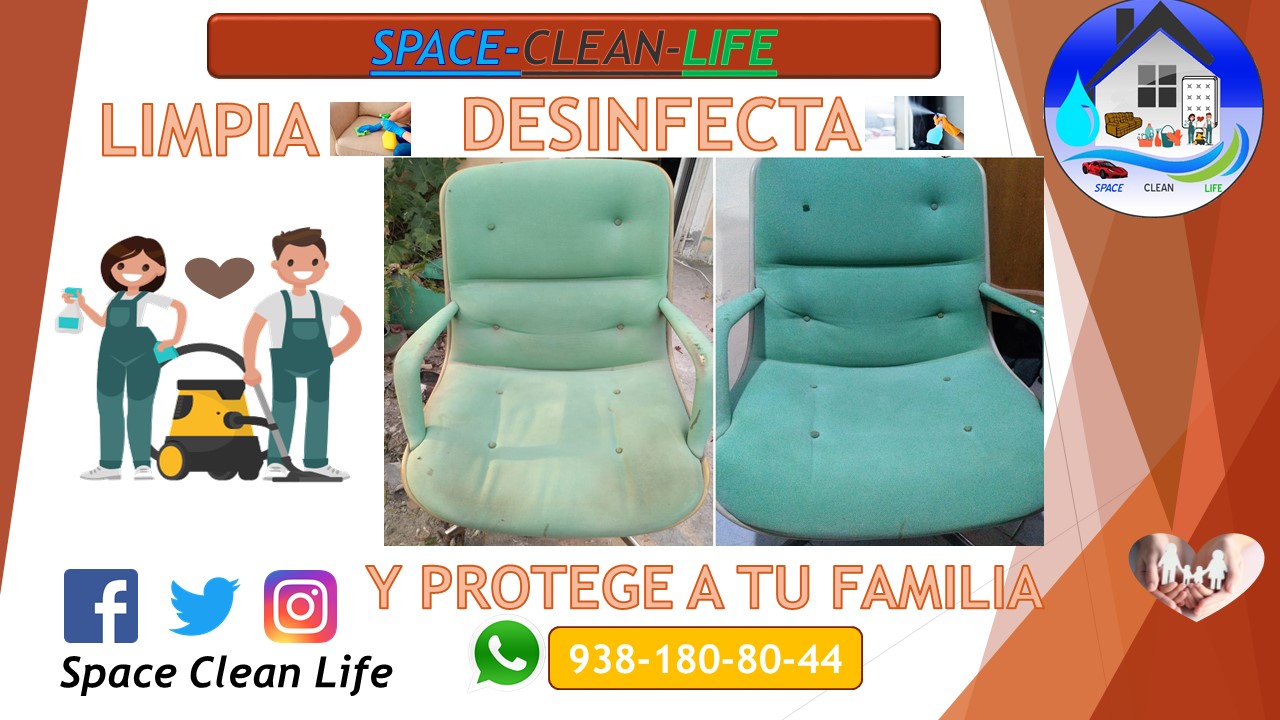 SPACE-CLEAN-LIFE
LIMPIA DESINFECTA
SPACE CLEAN LIFE
Y PROTEGE A TU FAMILIA
938-180-80-44
Space Clean Life